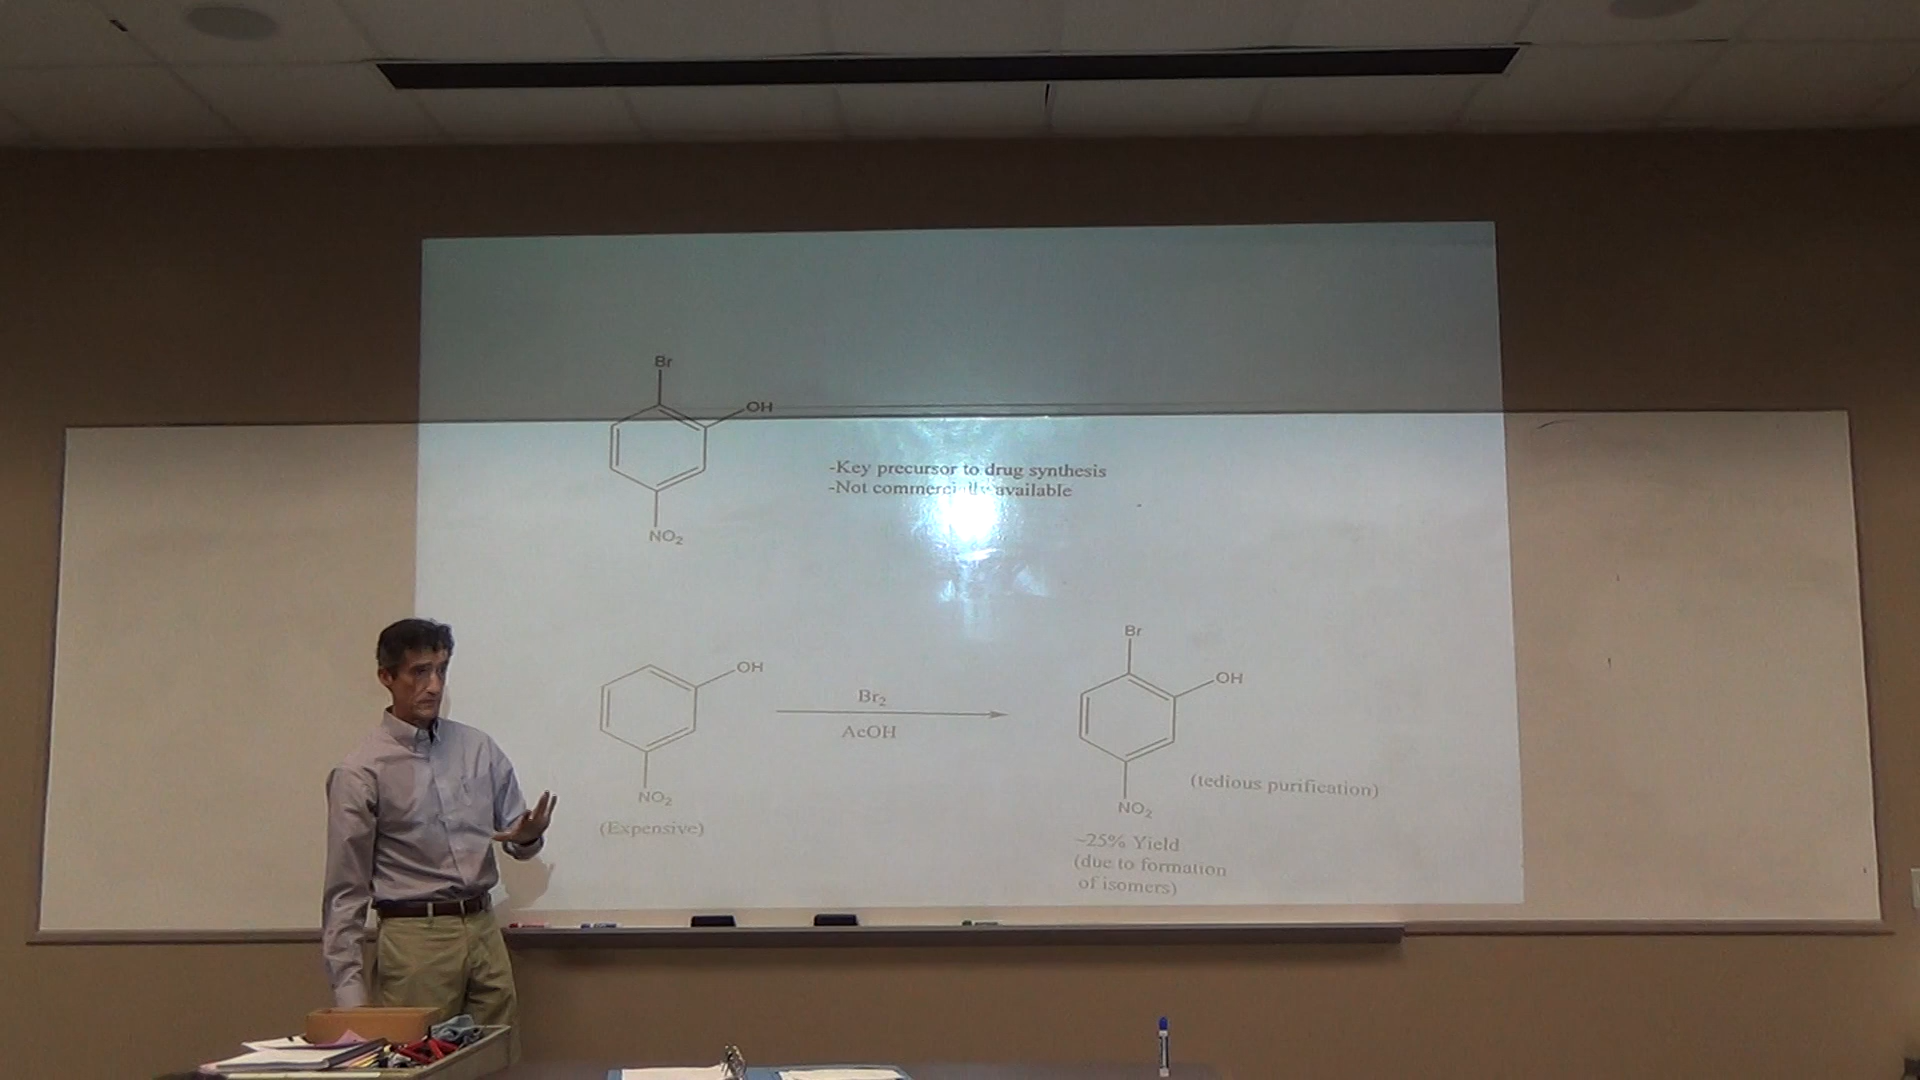 Br
OH
-Key precursor to drug synthesis
-Not commercially available
NO₂
Br
OH
OH
Br₂
AcOH
(tedious purification)
NO₂
NO₂
(Expensive)
~25% Yield
(due to formation
of isomers)